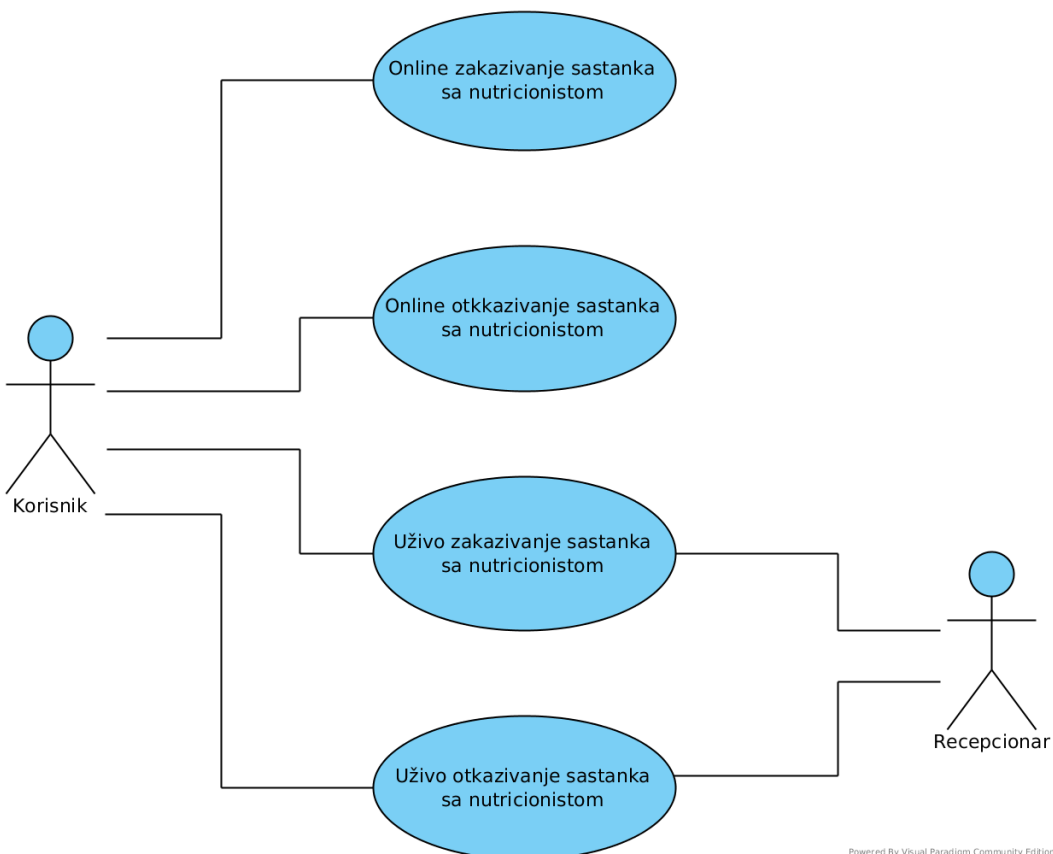 Online zakazivanje sastanka
sa nutricionistom
Online otkkazivanje sastanka
sa nutricionistom
Korisnik
Uživo zakazivanje sastanka
sa nutricionistom
Recepcionar
Uživo otkazivanje sastanka
sa nutricionistom
Powered By Visual Paradigm Community Edition